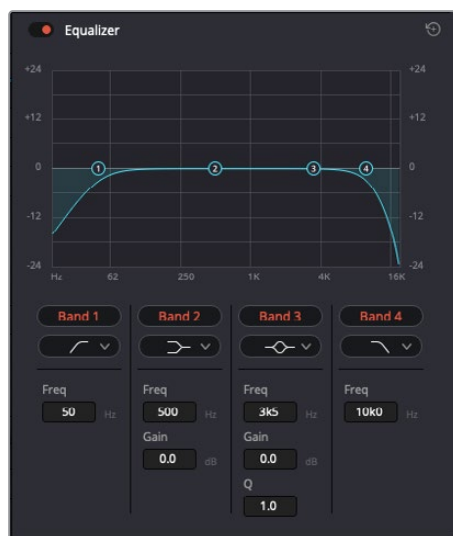 Equalizer
+24 +24
1 2 3 4
+12 +12
0 0
-12 -12
-24 -24
Hz 62 250 1K 4K 16K
Band 1 Band 2 Band 3 Band 4
Freq Freq Freq Freq
50 Hz 500 Hz 3k5 Hz 10k0 Hz
Gain Gain
0.0 dB 0.0 dB
Q
1.0